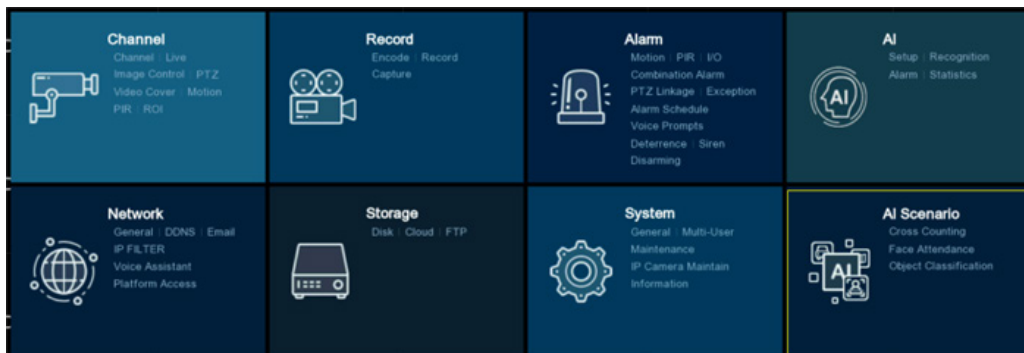 Channel
Channel | Live
Image Control | PTZ
Video Cover | Motion
PIR | ROI
Record
Encode | Record
Capture
Alarm
Motion | PIR | I/O
Combination Alarm
PTZ Linkage | Exception
Alarm Schedule
Voice Prompts
Deterrence | Siren
Disarming
AI
Setup | Recognition
Alarm | Statistics
AI
Network
General | DDNS | Email
IP FILTER
Voice Assistant
Platform Access
Storage
Disk | Cloud | FTP
System
General | Multi-User
Maintenance
IP Camera Maintain
Information
AI Scenario
Cross Counting
Face Attendance
Object Classification
AI